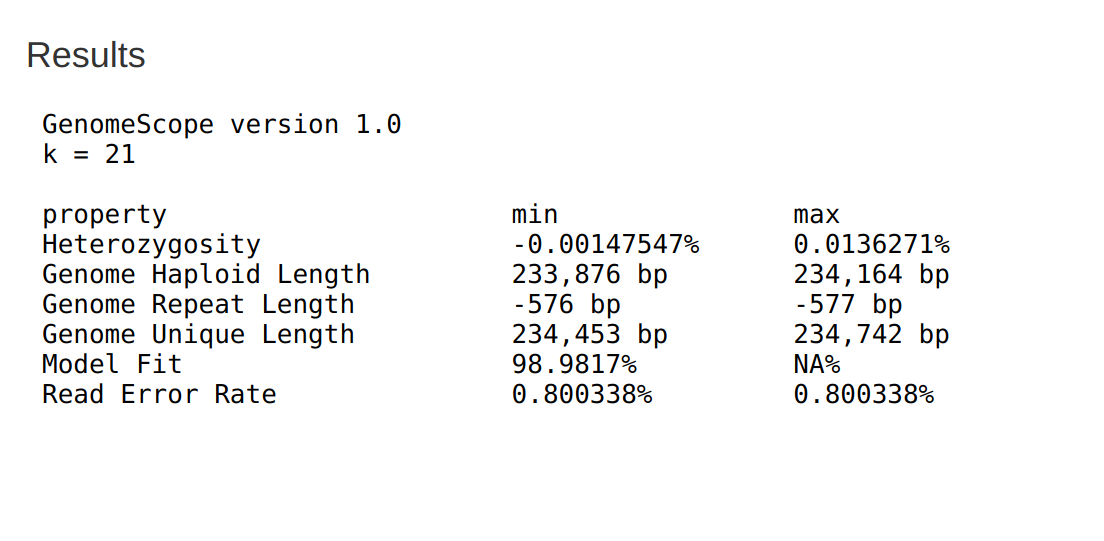 Results
GenomeScope version 1.0
k = 21
property min max
Heterozygosity -0.00147547% 0.0136271%
Genome Haploid Length 233,876 bp 234,164 bp
Genome Repeat Length -576 bp -577 bp
Genome Unique Length 234,453 bp 234,742 bp
Model Fit 98.9817% NA%
Read Error Rate 0.800338% 0.800338%